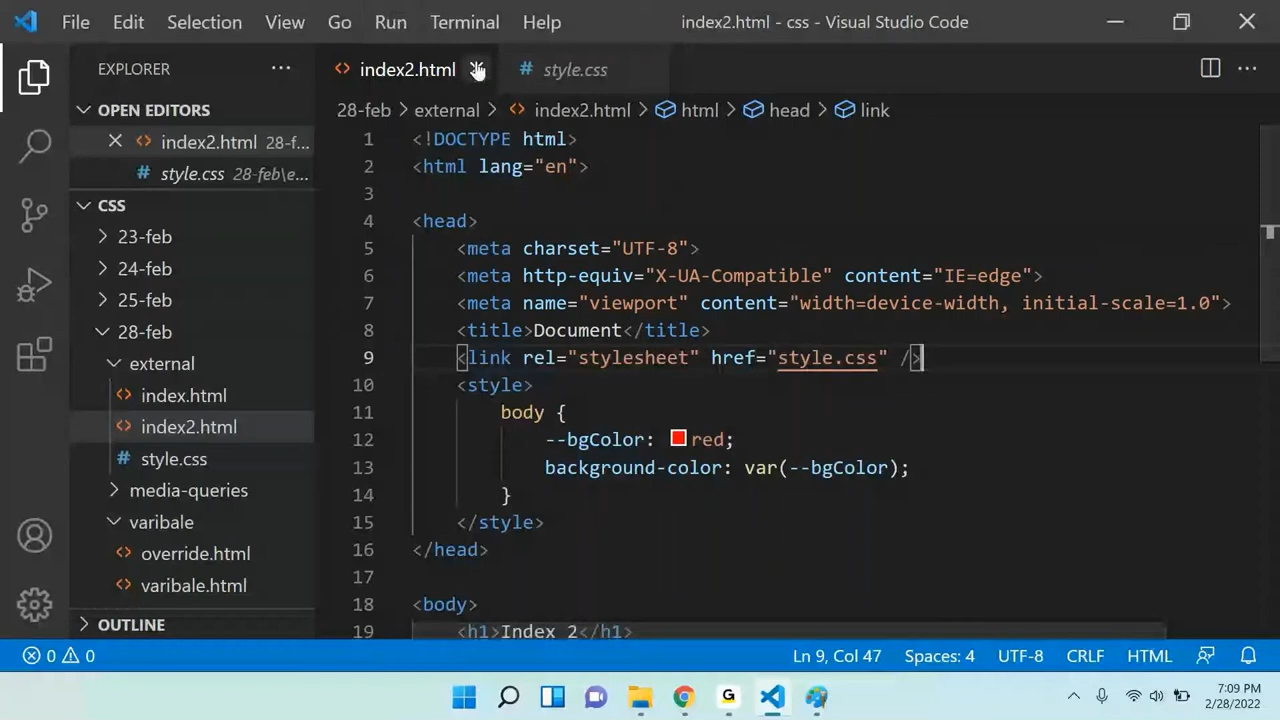 File Edit Selection View Go Run Terminal Help index2.html - css - Visual Studio Code
EXPLORER
index2.html
# style.css
OPEN EDITORS
index2.html 28-f...
style.css 28-feb\e...
CSS
23-feb
24-feb
25-feb
28-feb
external
index.html
index2.html
# style.css
media-queries
varibale
override.html
varibale.html
OUTLINE
28-feb > external > index2.html > html > head > link
1 <!DOCTYPE html>
2 <html lang="en">
3
4 <head>
5 <meta charset="UTF-8">
6 <meta http-equiv="X-UA-Compatible" content="IE=edge">
7 <meta name="viewport" content="width=device-width, initial-scale=1.0">
8 <title>Document</title>
9 <link rel="stylesheet" href="style.css" />
10 <style>
11 body {
12 --bgColor: red;
13 background-color: var(--bgColor);
14 }
15 </style>
16 </head>
17
18 <body>
19 <h1>Index 2</h1>
0 0 Ln 9, Col 47 Spaces: 4 UTF-8 CRLF HTML
G
7:09 PM
2/28/2022